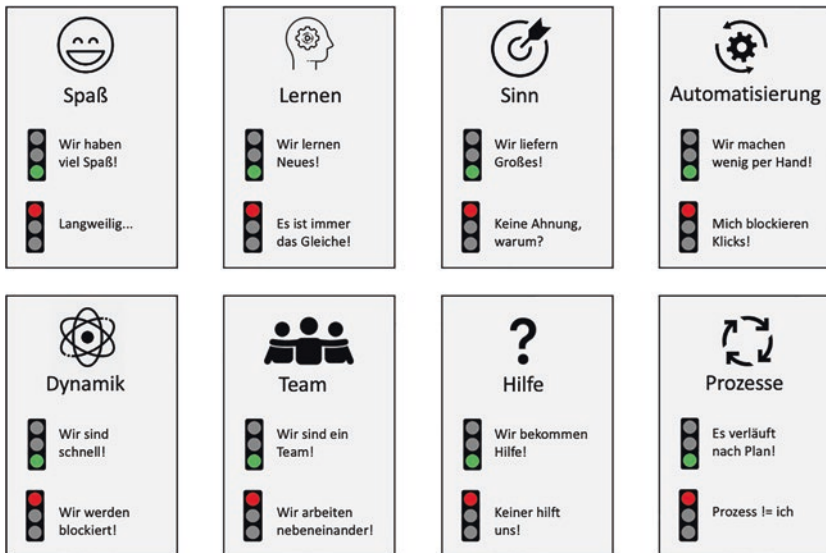 Spaß
Wir haben
viel Spaß!
Langweilig...
Lernen
Wir lernen
Neues!
Es ist immer
das Gleiche!
Sinn
Wir liefern
Großes!
Keine Ahnung,
warum?
Automatisierung
Wir machen
wenig per Hand!
Mich blockieren
Klicks!
Dynamik
Wir sind
schnell!
Wir werden
blockiert!
Team
Wir sind ein
Team!
Wir arbeiten
nebeneinander!
?
Hilfe
Wir bekommen
Hilfe!
Keiner hilft
uns!
Prozesse
Es verläuft
nach Plan!
Prozess != ich